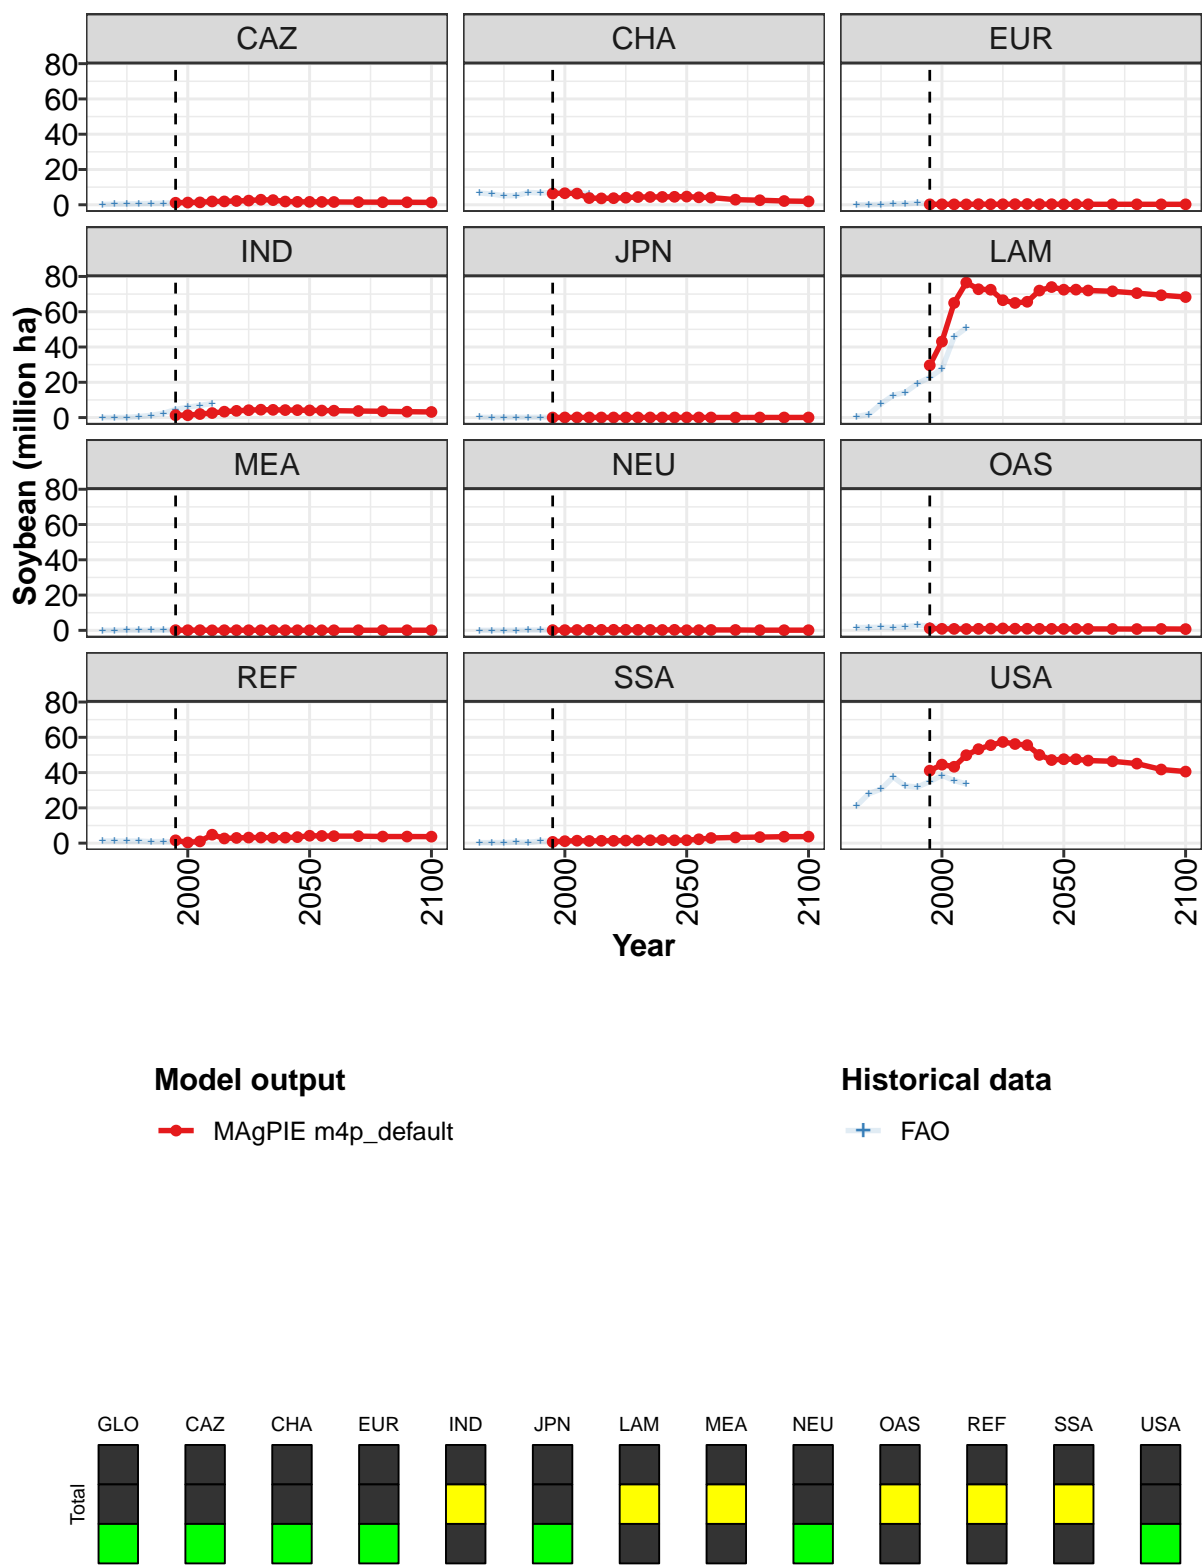 CAZ CHA EUR
80
60
40
20
0
IND JPN LAM
80
60
40
20
0
MEA NEU OAS
80
60
40
20
0
REF SSA USA
80
60
40
20
0
Soybean (million ha)
2000 2050 2100 2000 2050 2100 2000 2050 2100
Year
Model output Historical data
MAgPIE m4p_default FAO
GLO CAZ CHA EUR IND JPN LAM MEA NEU OAS REF SSA USA
Total